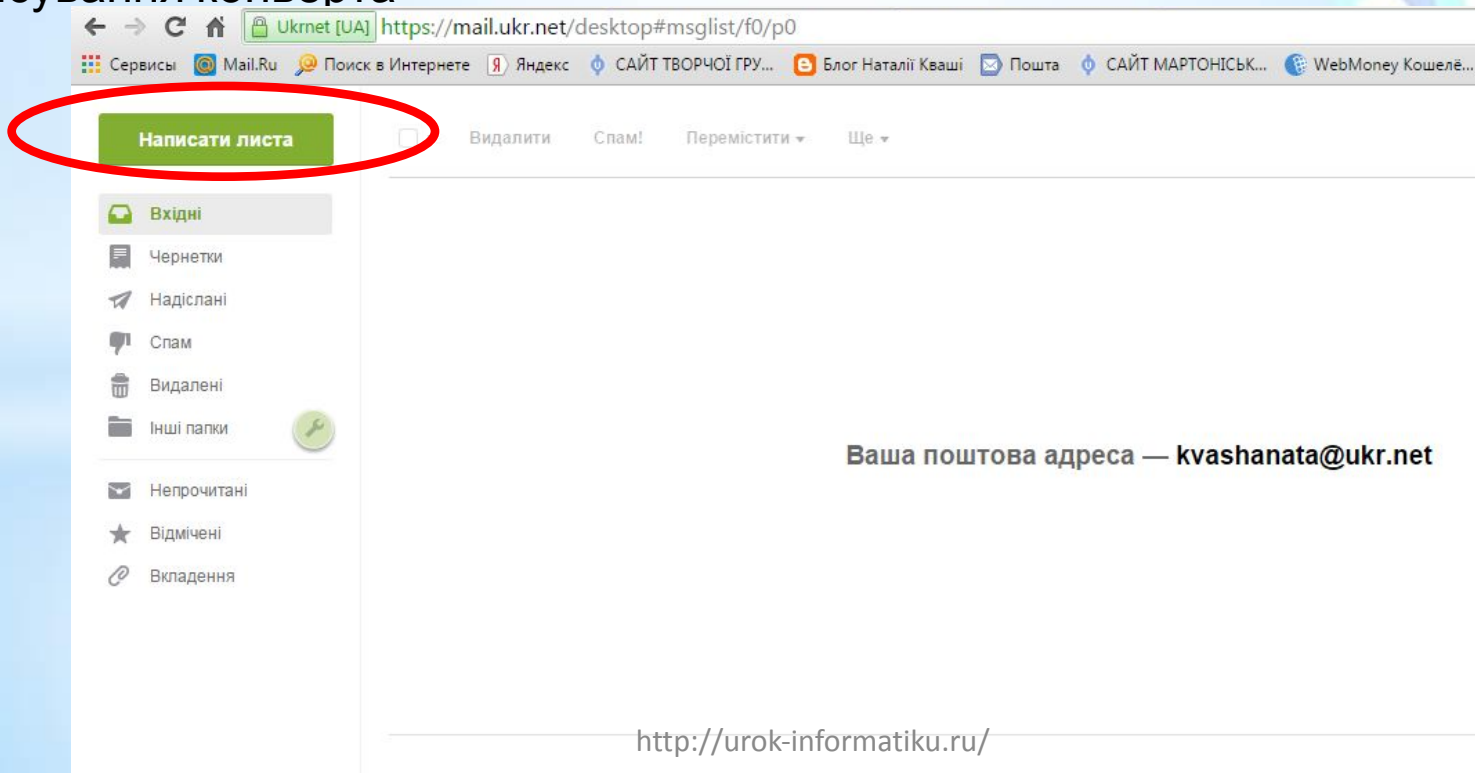 конверта
Ukrnet [UA] https://mail.ukr.net/desktop#msglist/f0/p0
Сервисы Mail.Ru Поиск в Интернете Яндекс САЙТ ТВОРЧОЇ ГРУ... Блог Наталії Кваші Пошта САЙТ МАРТОНІСЬК... WebMoney Кошелё...
Написати листа Видалити Спам! Перемістити Ще
Вхідні
Чернетки
Надіслані
Спам
Видалені
Інші папки
Ваша поштова адреса — kvashanata@ukr.net
Непрочитані
Відмічені
Вкладення
http://urok-informatiku.ru/